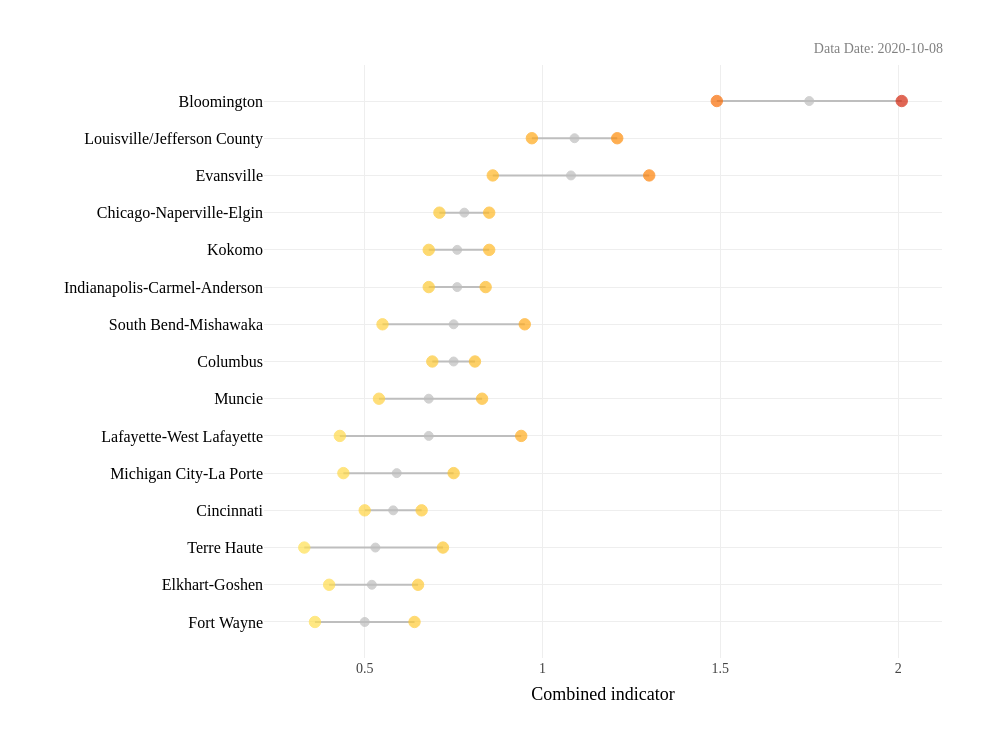 Data Date: 2020-10-08
Bloomington
Louisville/Jefferson County
Evansville
Chicago-Naperville-Elgin
Kokomo
Indianapolis-Carmel-Anderson
South Bend-Mishawaka
Columbus
Muncie
Lafayette-West Lafayette
Michigan City-La Porte
Cincinnati
Terre Haute
Elkhart-Goshen
Fort Wayne
0.5 1 1.5 2
Combined indicator